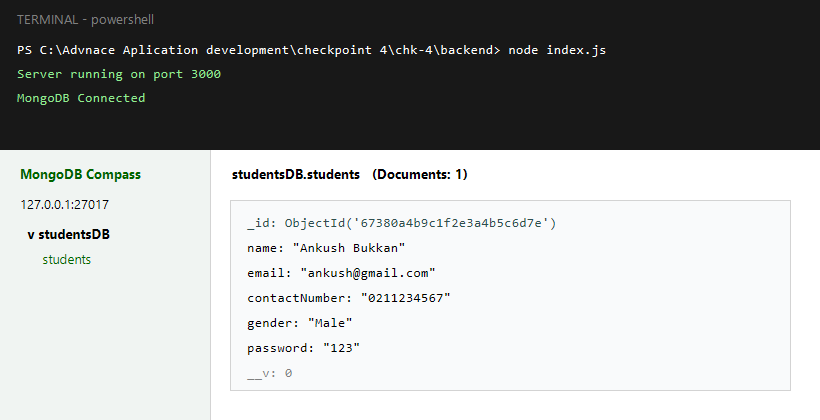 TERMINAL - powershell
PS C:\Advnace Aplication development\checkpoint 4\chk-4\backend> node index.js
Server running on port 3000
MongoDB Connected
MongoDB Compass
127.0.0.1:27017
v studentsDB
students
studentsDB.students (Documents: 1)
_id: ObjectId('67380a4b9c1f2e3a4b5c6d7e')
name: "Ankush Bukkan"
email: "ankush@gmail.com"
contactNumber: "0211234567"
gender: "Male"
password: "123"
__v: 0